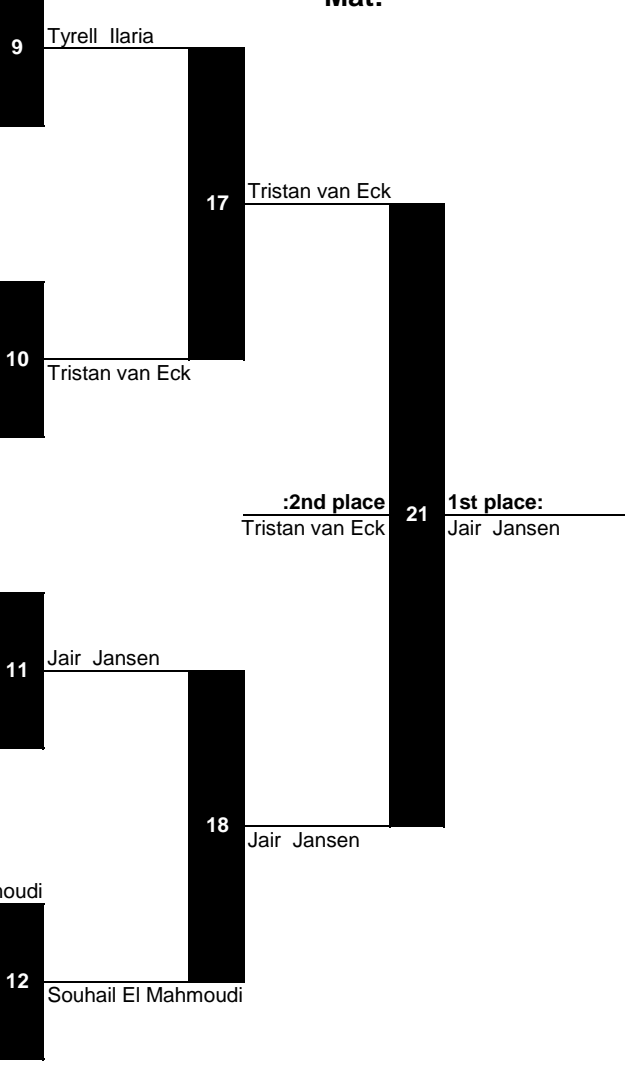 Mat:
9
Tyrell Ilaria
17
Tristan van Eck
10
Tristan van Eck
:2nd place
21
1st place:
Tristan van Eck
Jair Jansen
11
Jair Jansen
18
Jair Jansen
12
Souhail El Mahmoudi